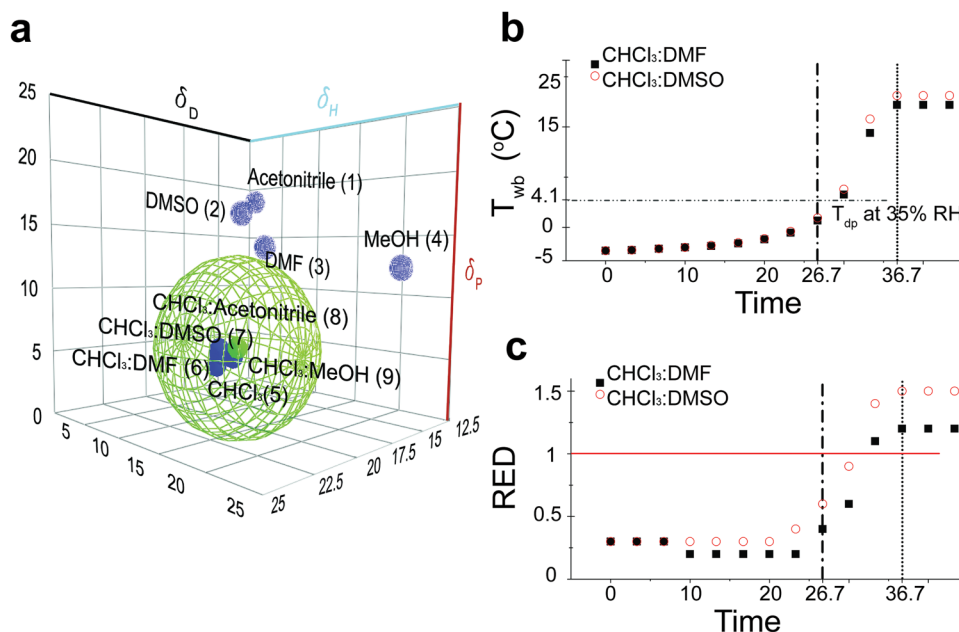 a
25
20
15
10
5
0
δD
δH
δP
Acetonitrile (1)
DMSO (2)
MeOH (4)
DMF (3)
CHCl₃:Acetonitrile (8)
CHCl₃:DMSO (7)
CHCl₃:DMF (6)
CHCl₃:MeOH (9)
CHCl₃(5)
5
10
15
20
25
25
22.5
20
17.5
15
12.5
b
CHCl₃:DMF
CHCl₃:DMSO
Twb (°C)
25
15
4.1
0
-5
Tdp at 35% RH
0
10
20
26.7
36.7
Time
c
CHCl₃:DMF
CHCl₃:DMSO
RED
1.5
1
0.5
0
0
10
20
26.7
36.7
Time